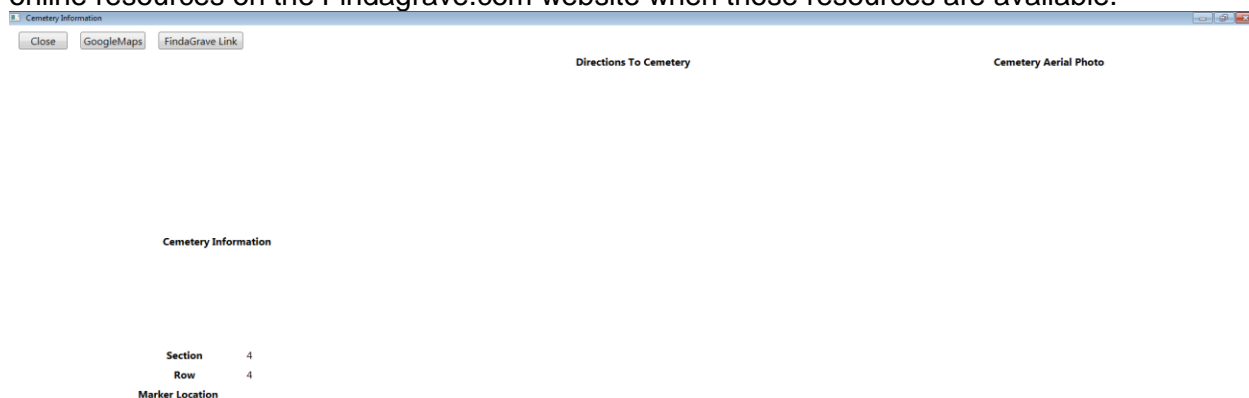 online resources on the Findagrave.com website when those resources are available.
Cemetery Information
Close GoogleMaps FindaGrave Link
Directions To Cemetery Cemetery Aerial Photo
Cemetery Information
Section 4
Row 4
Marker Location